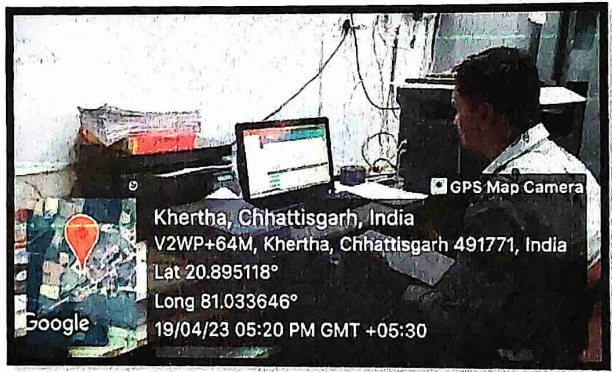 GPS Map Camera
Khertha, Chhattisgarh, India
V2WP+64M, Khertha, Chhattisgarh 491771, India
Lat 20.895118°
Long 81.033646°
19/04/23 05:20 PM GMT +05:30
Google